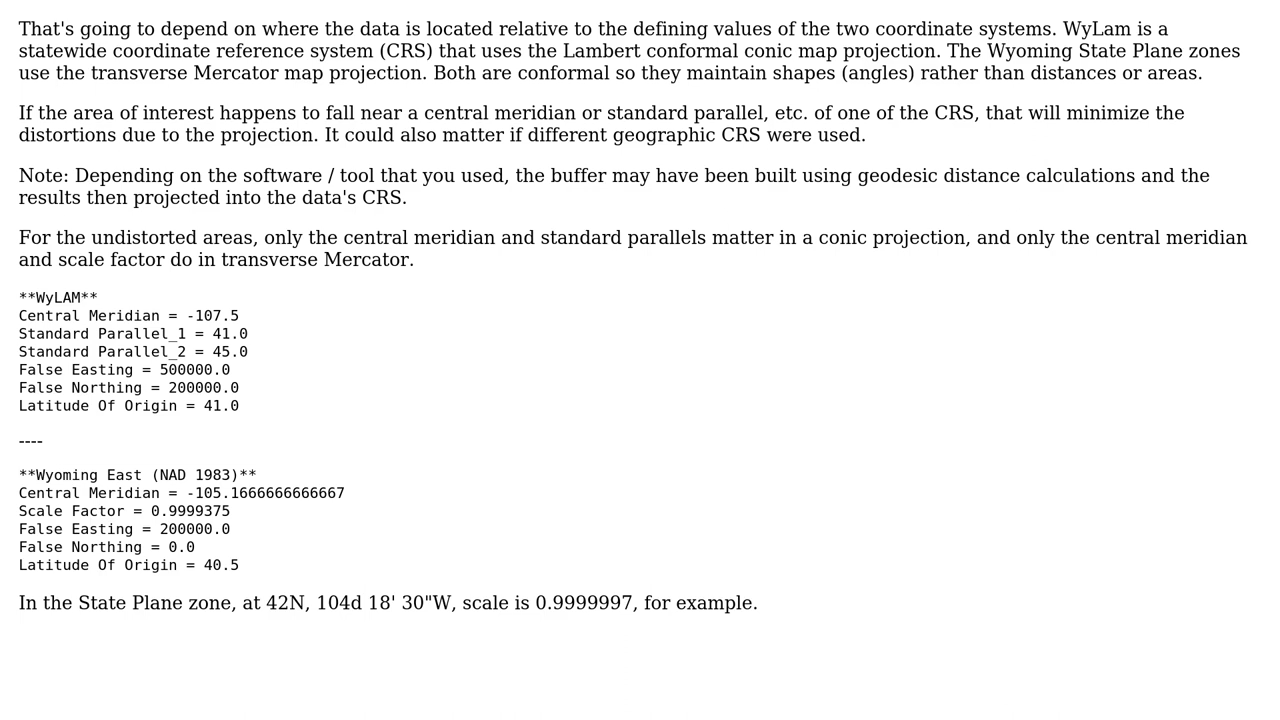 That's going to depend on where the data is located relative to the defining values of the two coordinate systems. WyLam is a
statewide coordinate reference system (CRS) that uses the Lambert conformal conic map projection. The Wyoming State Plane zones
use the transverse Mercator map projection. Both are conformal so they maintain shapes (angles) rather than distances or areas.
If the area of interest happens to fall near a central meridian or standard parallel, etc. of one of the CRS, that will minimize the
distortions due to the projection. It could also matter if different geographic CRS were used.
Note: Depending on the software / tool that you used, the buffer may have been built using geodesic distance calculations and the
results then projected into the data's CRS.
For the undistorted areas, only the central meridian and standard parallels matter in a conic projection, and only the central meridian
and scale factor do in transverse Mercator.
**WyLAM**
Central Meridian = -107.5
Standard Parallel_1 = 41.0
Standard Parallel_2 = 45.0
False Easting = 500000.0
False Northing = 200000.0
Latitude Of Origin = 41.0
----
**Wyoming East (NAD 1983)**
Central Meridian = -105.1666666666667
Scale Factor = 0.9999375
False Easting = 200000.0
False Northing = 0.0
Latitude Of Origin = 40.5
In the State Plane zone, at 42N, 104d 18' 30"W, scale is 0.9999997, for example.